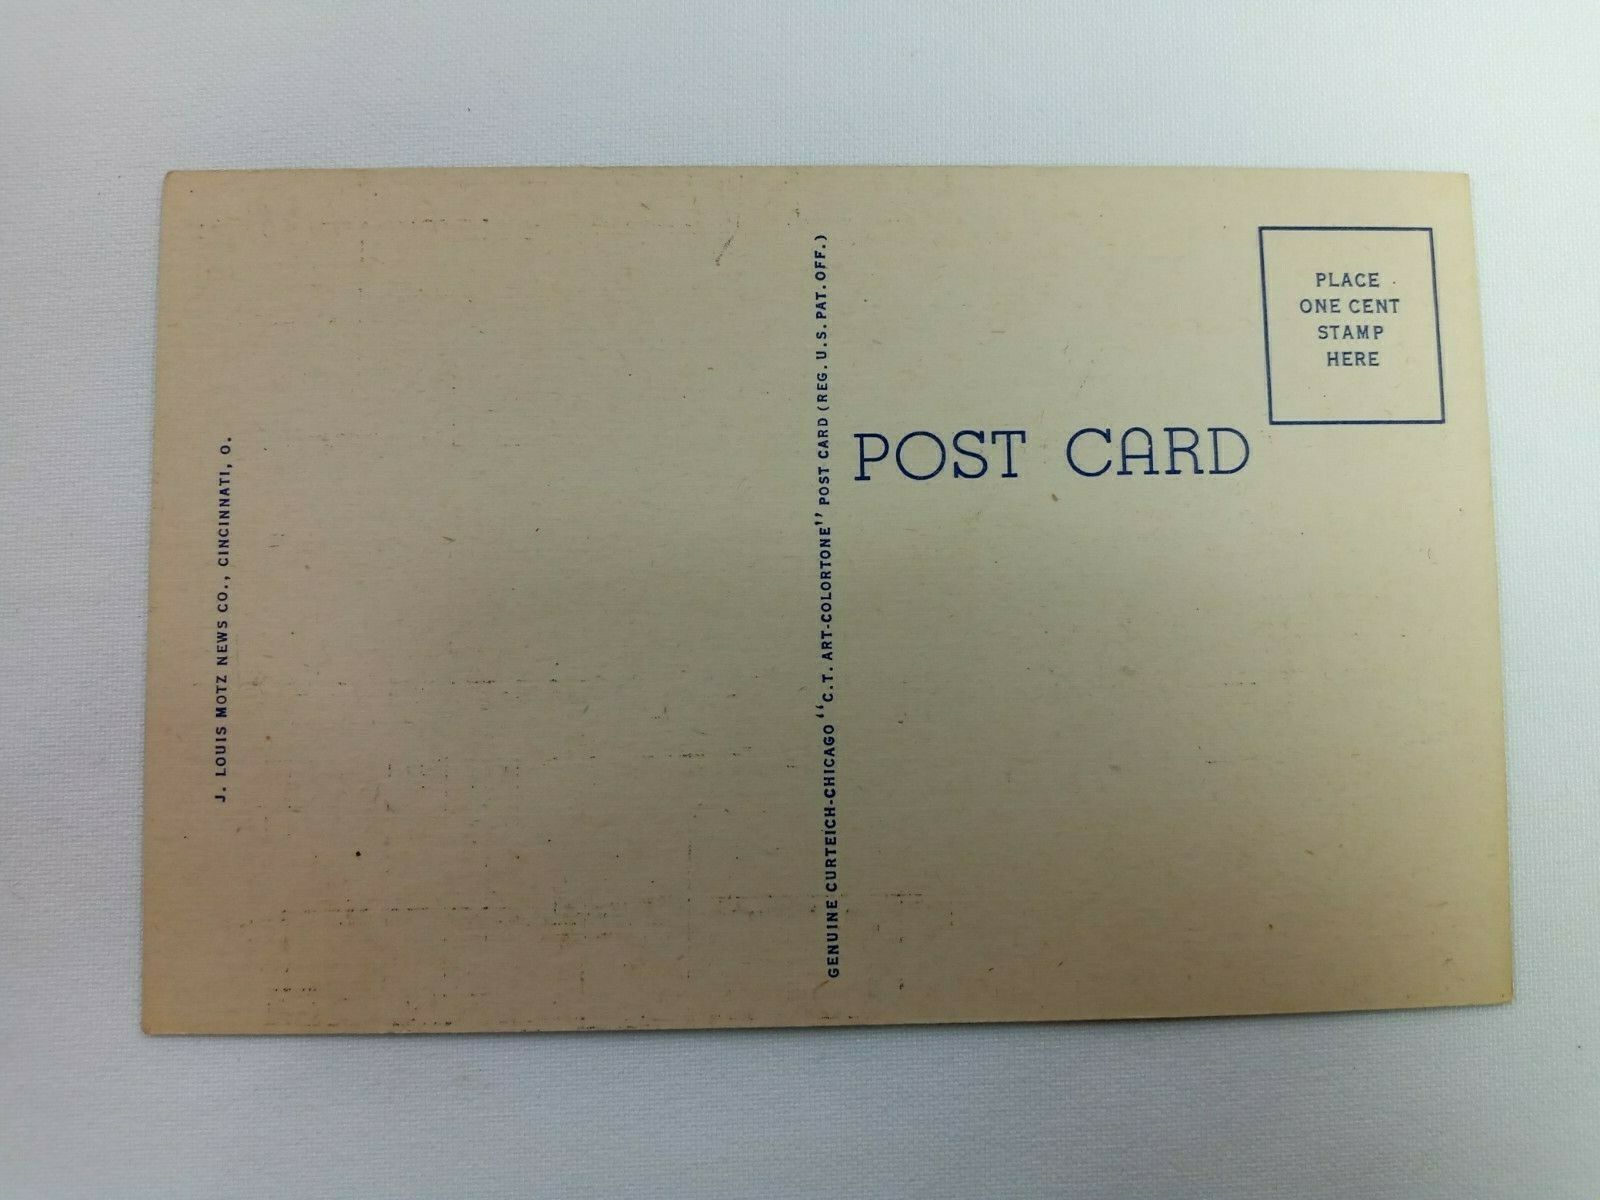 J. LOUIS MOTZ NEWS CO., CINCINNATI, O.
GENUINE CURTEICH-CHICAGO "C.T. ART-COLORTONE" POST CARD (REG. U.S. PAT. OFF.)
POST CARD
PLACE
ONE CENT
STAMP
HERE